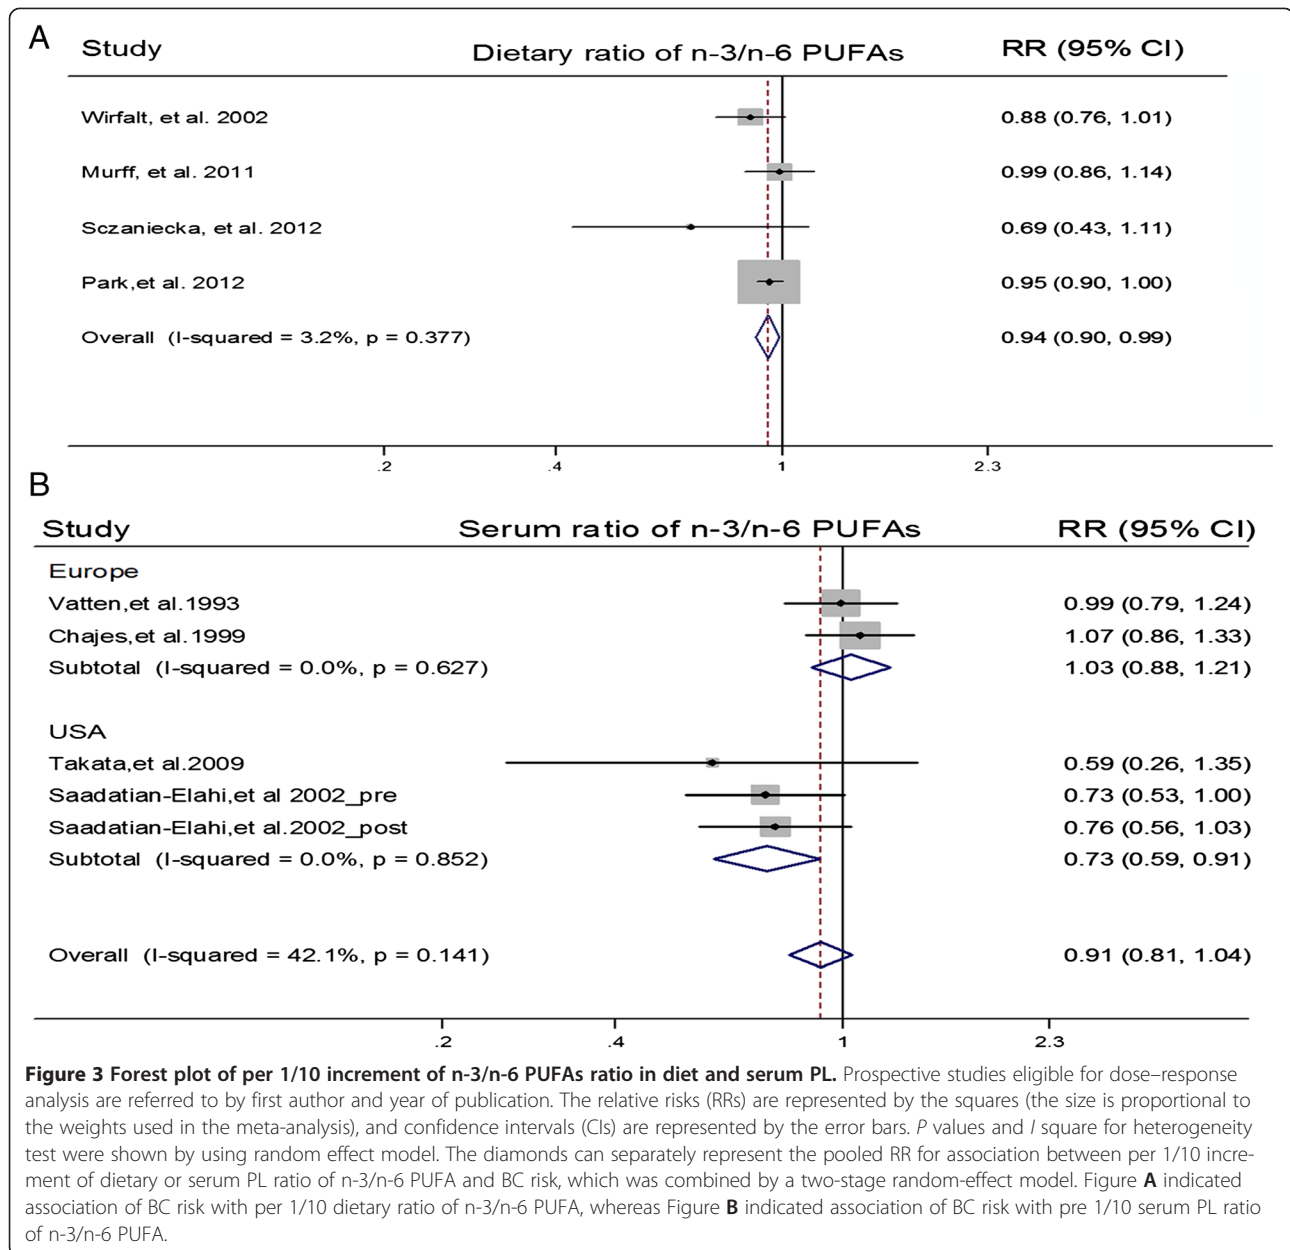 A
Study Dietary ratio of n-3/n-6 PUFAs RR (95% CI)
Wirfalt, et al. 2002 0.88 (0.76, 1.01)
Murff, et al. 2011 0.99 (0.86, 1.14)
Sczaniecka, et al. 2012 0.69 (0.43, 1.11)
Park,et al. 2012 0.95 (0.90, 1.00)
Overall (I-squared = 3.2%, p = 0.377) 0.94 (0.90, 0.99)
.2 .4 1 2.3
B
Study Serum ratio of n-3/n-6 PUFAs RR (95% CI)
Europe
Vatten,et al.1993 0.99 (0.79, 1.24)
Chajes,et al.1999 1.07 (0.86, 1.33)
Subtotal (I-squared = 0.0%, p = 0.627) 1.03 (0.88, 1.21)
USA
Takata,et al.2009 0.59 (0.26, 1.35)
Saadatian-Elahi,et al 2002_pre 0.73 (0.53, 1.00)
Saadatian-Elahi,et al.2002_post 0.76 (0.56, 1.03)
Subtotal (I-squared = 0.0%, p = 0.852) 0.73 (0.59, 0.91)
Overall (I-squared = 42.1%, p = 0.141) 0.91 (0.81, 1.04)
.2 .4 1 2.3
Figure 3 Forest plot of per 1/10 increment of n-3/n-6 PUFAs ratio in diet and serum PL. Prospective studies eligible for dose–response
analysis are referred to by first author and year of publication. The relative risks (RRs) are represented by the squares (the size is proportional to
the weights used in the meta-analysis), and confidence intervals (CIs) are represented by the error bars. P values and I square for heterogeneity
test were shown by using random effect model. The diamonds can separately represent the pooled RR for association between per 1/10 incre-
ment of dietary or serum PL ratio of n-3/n-6 PUFA and BC risk, which was combined by a two-stage random-effect model. Figure A indicated
association of BC risk with per 1/10 dietary ratio of n-3/n-6 PUFA, whereas Figure B indicated association of BC risk with pre 1/10 serum PL ratio
of n-3/n-6 PUFA.